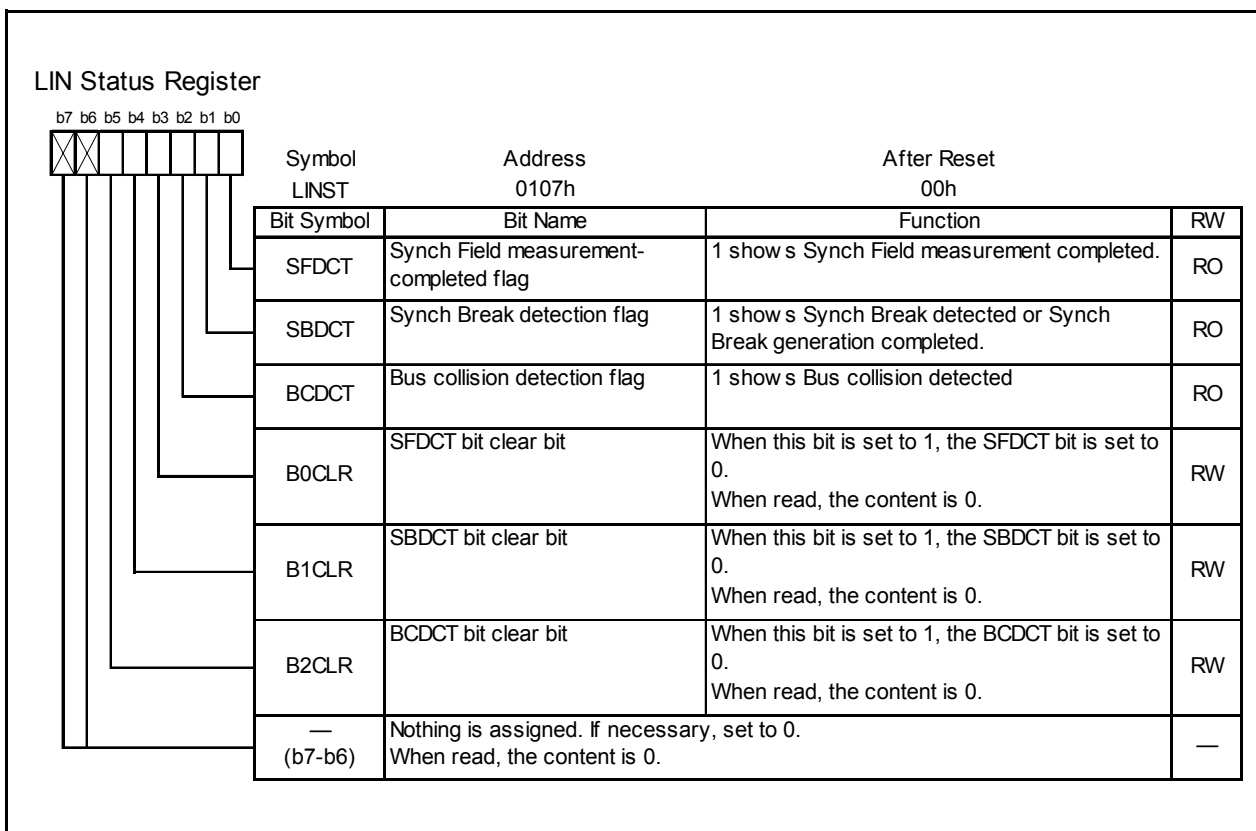 LIN Status Register
b7 b6 b5 b4 b3 b2 b1 b0
Symbol Address After Reset
LINST 0107h 00h
Bit Symbol Bit Name Function RW
SFDCT Synch Field measurement-completed flag 1 shows Synch Field measurement completed. RO
SBDCT Synch Break detection flag 1 shows Synch Break detected or Synch Break generation completed. RO
BCDCT Bus collision detection flag 1 shows Bus collision detected RO
B0CLR SFDCT bit clear bit When this bit is set to 1, the SFDCT bit is set to 0. When read, the content is 0. RW
B1CLR SBDCT bit clear bit When this bit is set to 1, the SBDCT bit is set to 0. When read, the content is 0. RW
B2CLR BCDCT bit clear bit When this bit is set to 1, the BCDCT bit is set to 0. When read, the content is 0. RW
— (b7-b6) Nothing is assigned. If necessary, set to 0. When read, the content is 0. —